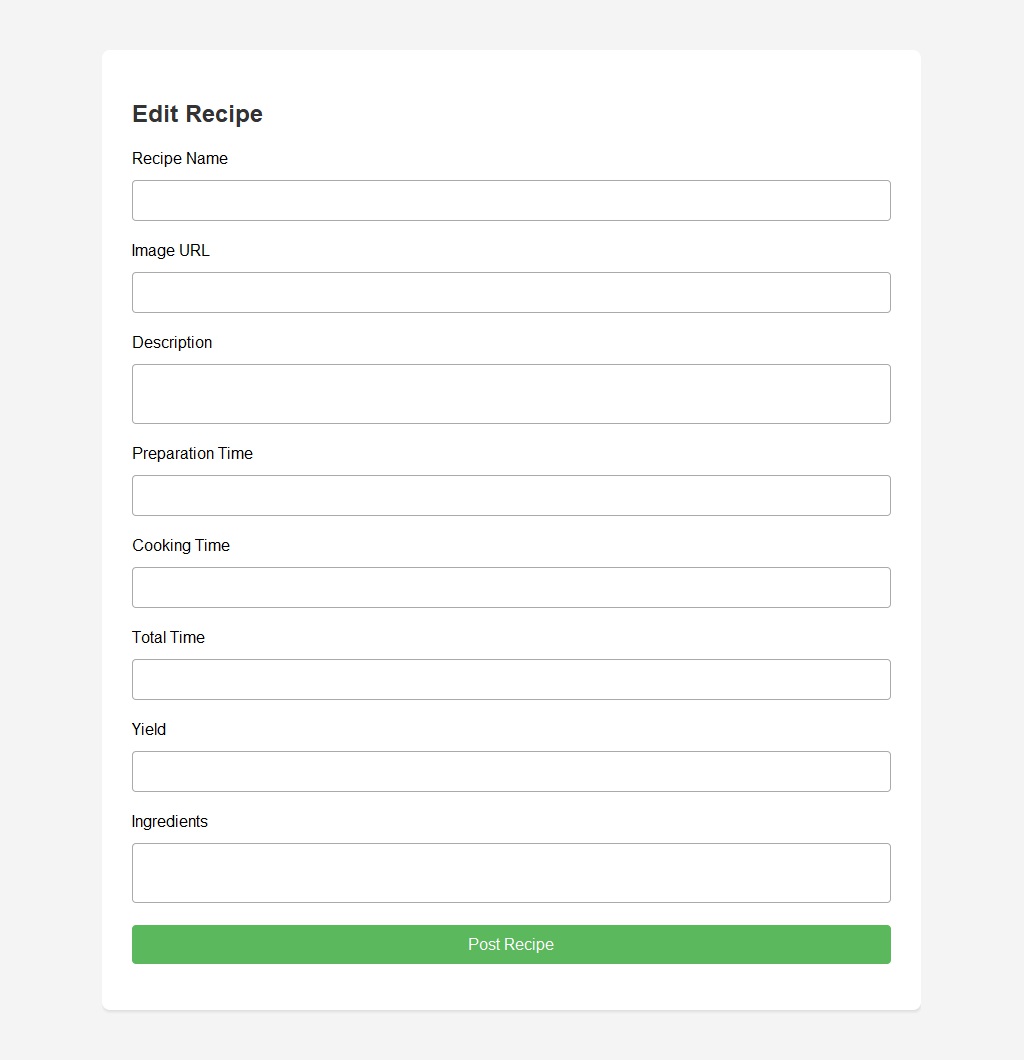 Edit Recipe
Recipe Name
Image URL
Description
Preparation Time
Cooking Time
Total Time
Yield
Ingredients
Post Recipe